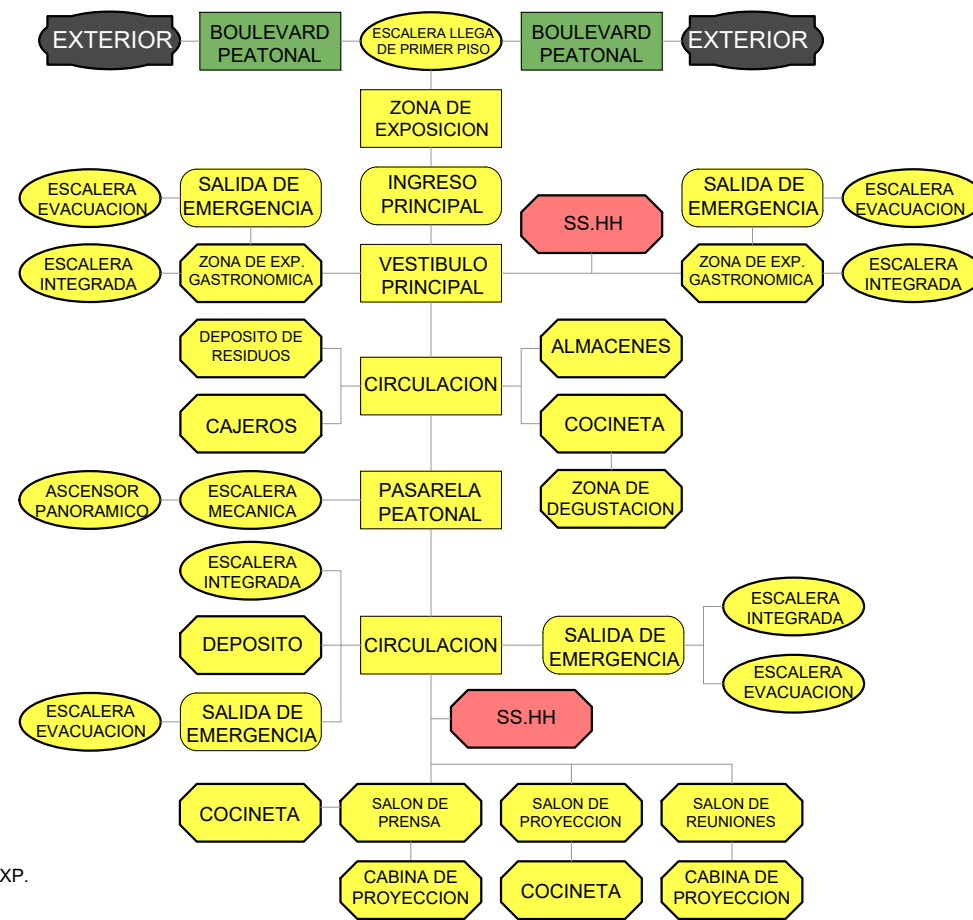 EXTERIOR
BOULEVARD
PEATONAL
ESCALERA LLEGA
DE PRIMER PISO
BOULEVARD
PEATONAL
EXTERIOR
ZONA DE
EXPOSICION
INGRESO
PRINCIPAL
ESCALERA
EVACUACION
SALIDA DE
EMERGENCIA
SS.HH
SALIDA DE
EMERGENCIA
ESCALERA
EVACUACION
ESCALERA
INTEGRADA
ZONA DE EXP.
GASTRONOMICA
VESTIBULO
PRINCIPAL
ZONA DE EXP.
GASTRONOMICA
ESCALERA
INTEGRADA
DEPOSITO DE
RESIDUOS
ALMACENES
CIRCULACION
CAJEROS
COCINETA
ASCENSOR
PANORAMICO
ESCALERA
MECANICA
PASARELA
PEATONAL
ZONA DE
DEGUSTACION
ESCALERA
INTEGRADA
DEPOSITO
CIRCULACION
SALIDA DE
EMERGENCIA
ESCALERA
INTEGRADA
ESCALERA
EVACUACION
ESCALERA
EVACUACION
SALIDA DE
EMERGENCIA
SS.HH
COCINETA
SALON DE
PRENSA
SALON DE
PROYECCION
SALON DE
REUNIONES
CABINA DE
PROYECCION
COCINETA
CABINA DE
PROYECCION
XP.